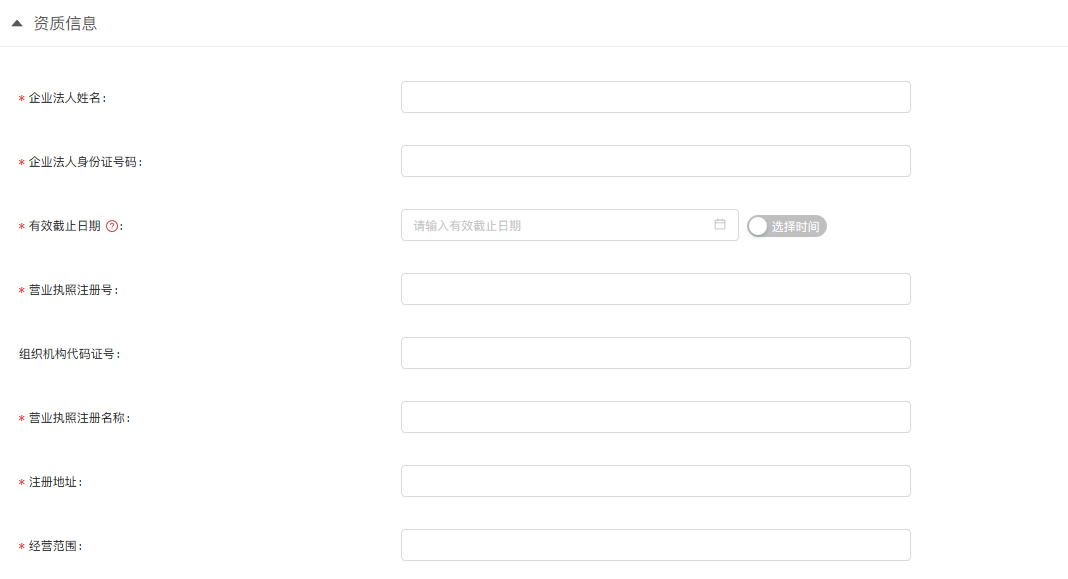 资质信息
* 企业法人姓名:
* 企业法人身份证号码:
* 有效截止日期 ?: 请输入有效截止日期 选择时间
* 营业执照注册号:
组织机构代码证号:
* 营业执照注册名称:
* 注册地址:
* 经营范围: